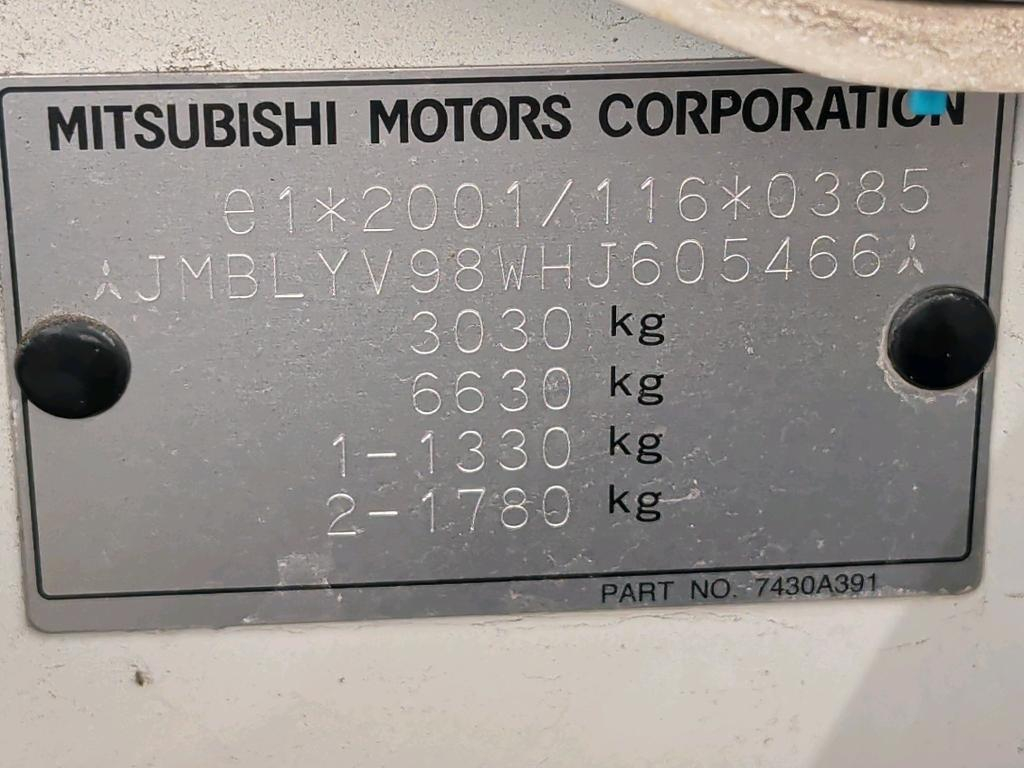 MITSUBISHI MOTORS CORPORATION
e1*2001/116*0385
JMBLYV98WHJ605466
3030 kg
6630 kg
1-1330 kg
2-1780 kg
PART NO. 7430A391